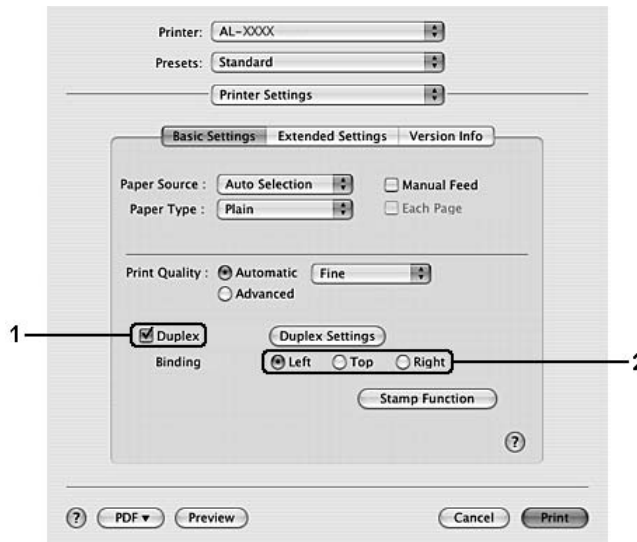 Printer: AL-XXXX
Presets: Standard
Printer Settings
Basic Settings Extended Settings Version Info
Paper Source : Auto Selection Manual Feed
Paper Type : Plain Each Page
Print Quality : Automatic Fine
Advanced
1 Duplex Duplex Settings
Binding Left Top Right 2
Stamp Function
?
? PDF▼ Preview Cancel Print